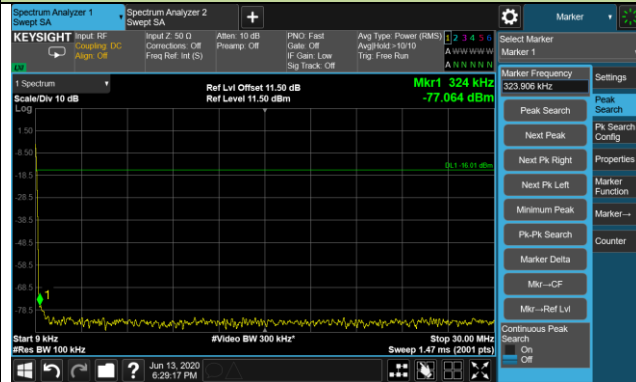 Spectrum Analyzer 1
Swept SA
Spectrum Analyzer 2
Swept SA
Marker
KEYSIGHT
Input: RF
Coupling: DC
Align: Off
Input Z: 50 Ω
Corrections: Off
Freq Ref: Int (S)
Atten: 10 dB
Preamp: Off
PNO: Fast
Gate: Off
IF Gain: Low
Sig Track: Off
Avg Type: Power (RMS)
Avg|Hold:>10/10
Trig: Free Run
1 2 3 4 5 6
A W W W W W
A N N N N N
Select Marker
Marker 1
1 Spectrum
Scale/Div 10 dB
Ref Lvl Offset 11.50 dB
Ref Level 11.50 dBm
Mkr1 324 kHz
-77.064 dBm
Log
1.50
-8.50
-18.5
-28.5
-38.5
-48.5
-58.5
-68.5
-78.5
DL1 -16.01 dBm
1
Start 9 kHz
#Res BW 100 kHz
#Video BW 300 kHz*
Stop 30.00 MHz
Sweep 1.47 ms (2001 pts)
Marker Frequency
323.906 kHz
Peak Search
Next Peak
Next Pk Right
Next Pk Left
Minimum Peak
Pk-Pk Search
Marker Delta
Mkr→CF
Mkr→Ref Lvl
Continuous Peak
Search
On
Off
Settings
Peak
Search
Pk Search
Config
Properties
Marker
Function
Marker→
Counter
Jun 13, 2020
6:29:17 PM